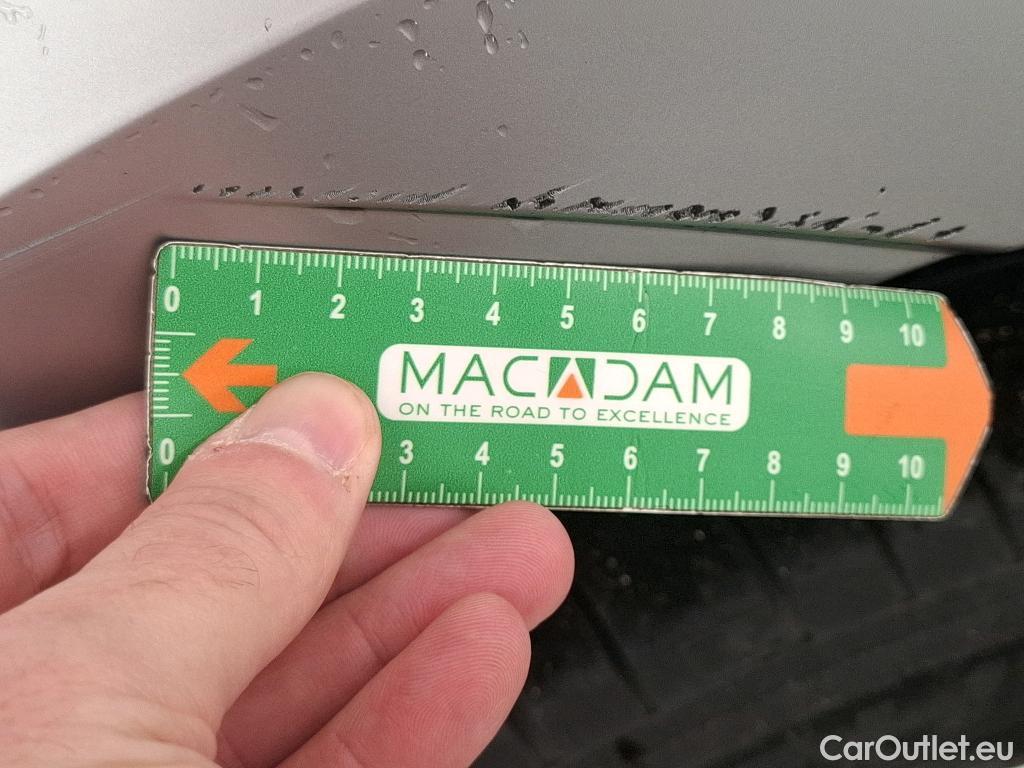 0 1 2 3 4 5 6 7 8 9 10
MACADAM
ON THE ROAD TO EXCELLENCE
0 3 4 5 6 7 8 9 10
CarOutlet.eu